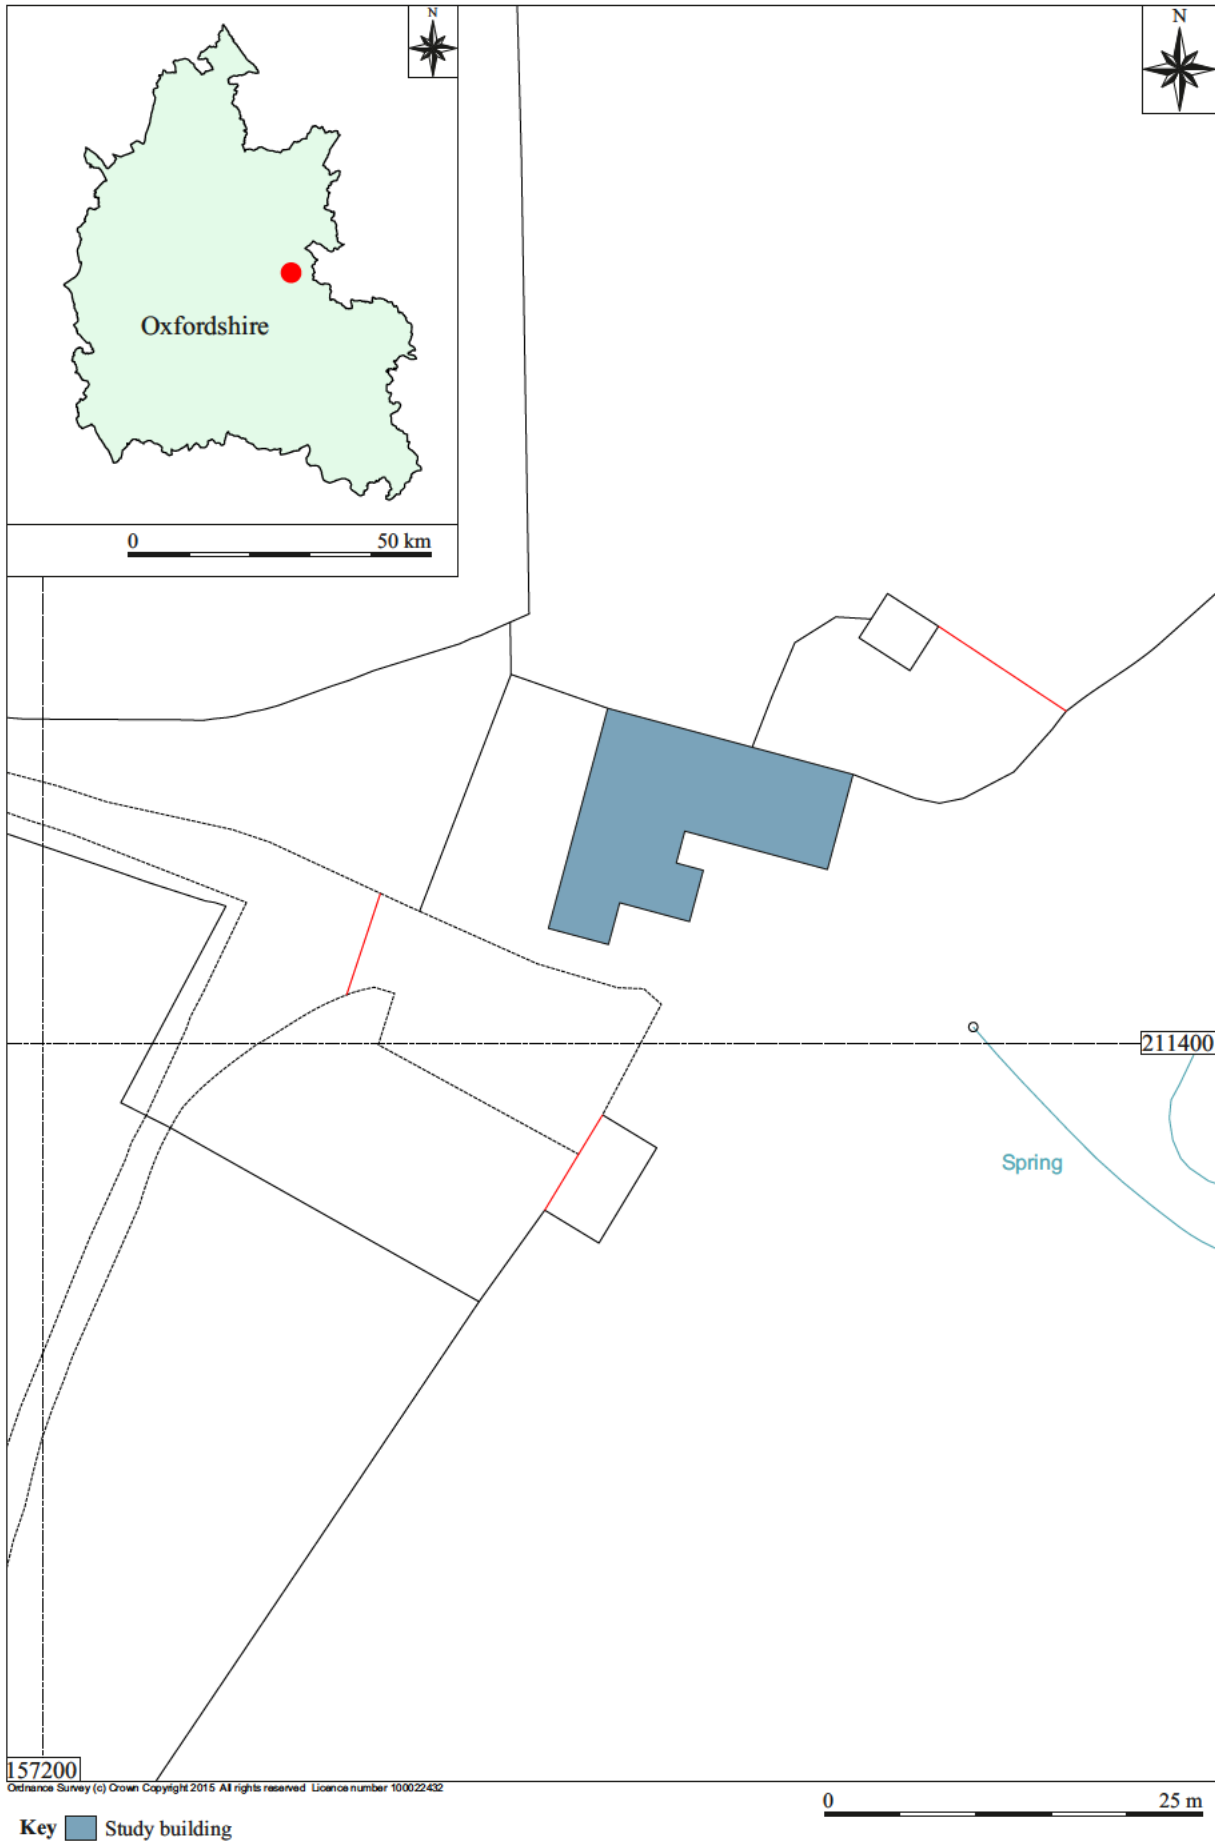 N
N
Oxfordshire
0 50 km
211400
Spring
157200
Ordnance Survey (c) Crown Copyright 2015 All rights reserved Licence number 100022432
0 25 m
Key Study building